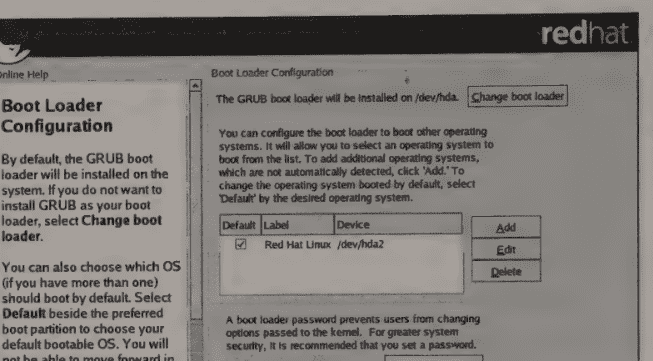 redhat
nline Help
Boot Loader
Configuration
By default, the GRUB boot
loader will be installed on the
system. If you do not want to
install GRUB as your boot
loader, select Change boot
loader.
You can also choose which OS
(if you have more than one)
should boot by default. Select
Default beside the preferred
boot partition to choose your
default bootable OS. You will
not be able to move forward in
Boot Loader Configuration
The GRUB boot loader will be installed on /dev/hda. Change boot loader
You can configure the boot loader to boot other operating
systems. It will allow you to select an operating system to
boot from the list. To add additional operating systems,
which are not automatically detected, click 'Add.' To
change the operating system booted by default, select
'Default' by the desired operating system.
Default Label Device
Red Hat Linux /dev/hda2
Add
Edit
Delete
A boot loader password prevents users from changing
options passed to the kernel. For greater system
security, it is recommended that you set a password.